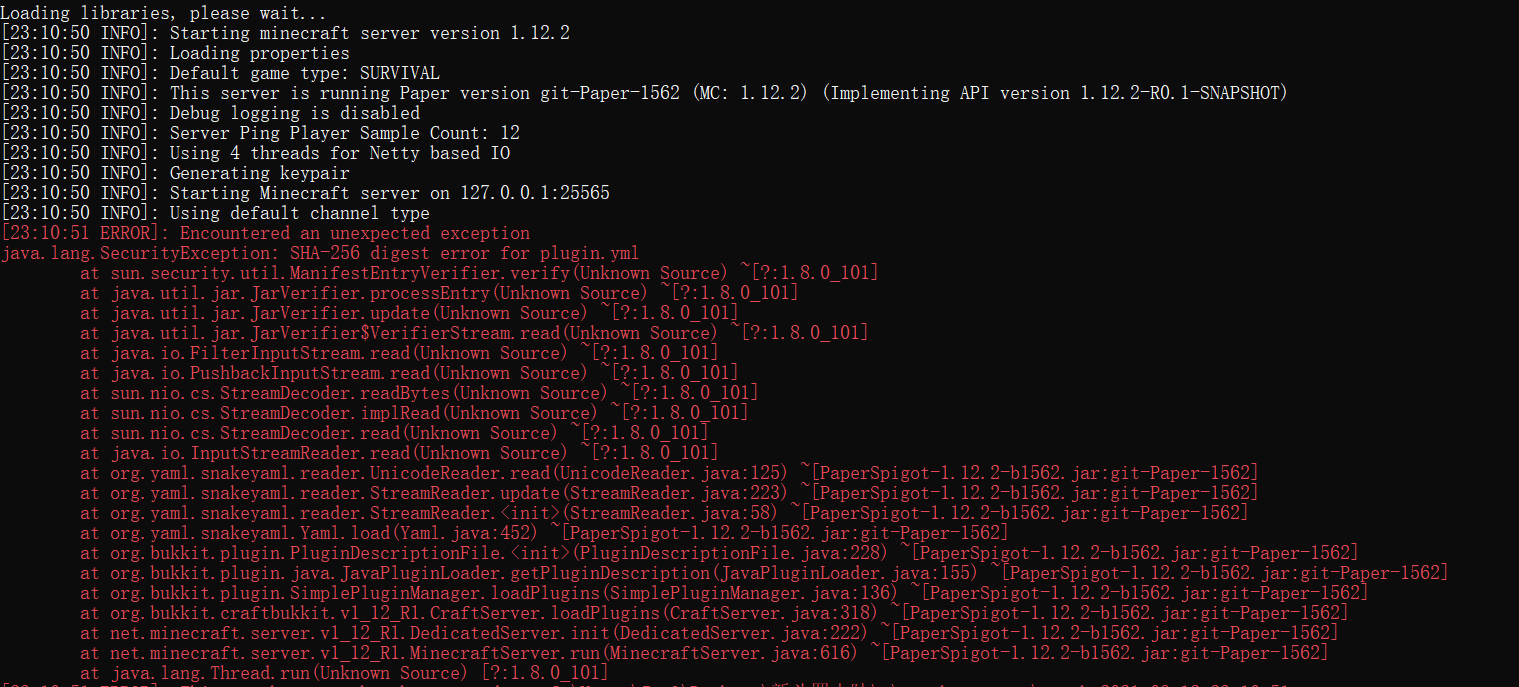 Loading libraries, please wait...
[23:10:50 INFO]: Starting minecraft server version 1.12.2
[23:10:50 INFO]: Loading properties
[23:10:50 INFO]: Default game type: SURVIVAL
[23:10:50 INFO]: This server is running Paper version git-Paper-1562 (MC: 1.12.2) (Implementing API version 1.12.2-R0.1-SNAPSHOT)
[23:10:50 INFO]: Debug logging is disabled
[23:10:50 INFO]: Server Ping Player Sample Count: 12
[23:10:50 INFO]: Using 4 threads for Netty based IO
[23:10:50 INFO]: Generating keypair
[23:10:50 INFO]: Starting Minecraft server on 127.0.0.1:25565
[23:10:50 INFO]: Using default channel type
[23:10:51 ERROR]: Encountered an unexpected exception
java.lang.SecurityException: SHA-256 digest error for plugin.yml
at sun.security.util.ManifestEntryVerifier.verify(Unknown Source) ~[?:1.8.0_101]
at java.util.jar.JarVerifier.processEntry(Unknown Source) ~[?:1.8.0_101]
at java.util.jar.JarVerifier.update(Unknown Source) ~[?:1.8.0_101]
at java.util.jar.JarVerifier$VerifierStream.read(Unknown Source) ~[?:1.8.0_101]
at java.io.FilterInputStream.read(Unknown Source) ~[?:1.8.0_101]
at java.io.PushbackInputStream.read(Unknown Source) ~[?:1.8.0_101]
at sun.nio.cs.StreamDecoder.readBytes(Unknown Source) ~[?:1.8.0_101]
at sun.nio.cs.StreamDecoder.implRead(Unknown Source) ~[?:1.8.0_101]
at sun.nio.cs.StreamDecoder.read(Unknown Source) ~[?:1.8.0_101]
at java.io.InputStreamReader.read(Unknown Source) ~[?:1.8.0_101]
at org.yaml.snakeyaml.reader.UnicodeReader.read(UnicodeReader.java:125) ~[PaperSpigot-1.12.2-b1562.jar:git-Paper-1562]
at org.yaml.snakeyaml.reader.StreamReader.update(StreamReader.java:223) ~[PaperSpigot-1.12.2-b1562.jar:git-Paper-1562]
at org.yaml.snakeyaml.reader.StreamReader.<init>(StreamReader.java:58) ~[PaperSpigot-1.12.2-b1562.jar:git-Paper-1562]
at org.yaml.snakeyaml.Yaml.load(Yaml.java:452) ~[PaperSpigot-1.12.2-b1562.jar:git-Paper-1562]
at org.bukkit.plugin.PluginDescriptionFile.<init>(PluginDescriptionFile.java:228) ~[PaperSpigot-1.12.2-b1562.jar:git-Paper-1562]
at org.bukkit.plugin.java.JavaPluginLoader.getPluginDescription(JavaPluginLoader.java:155) ~[PaperSpigot-1.12.2-b1562.jar:git-Paper-1562]
at org.bukkit.plugin.SimplePluginManager.loadPlugins(SimplePluginManager.java:136) ~[PaperSpigot-1.12.2-b1562.jar:git-Paper-1562]
at org.bukkit.craftbukkit.v1_12_R1.CraftServer.loadPlugins(CraftServer.java:318) ~[PaperSpigot-1.12.2-b1562.jar:git-Paper-1562]
at net.minecraft.server.v1_12_R1.DedicatedServer.init(DedicatedServer.java:222) ~[PaperSpigot-1.12.2-b1562.jar:git-Paper-1562]
at net.minecraft.server.v1_12_R1.MinecraftServer.run(MinecraftServer.java:616) ~[PaperSpigot-1.12.2-b1562.jar:git-Paper-1562]
at java.lang.Thread.run(Unknown Source) [?:1.8.0_101]